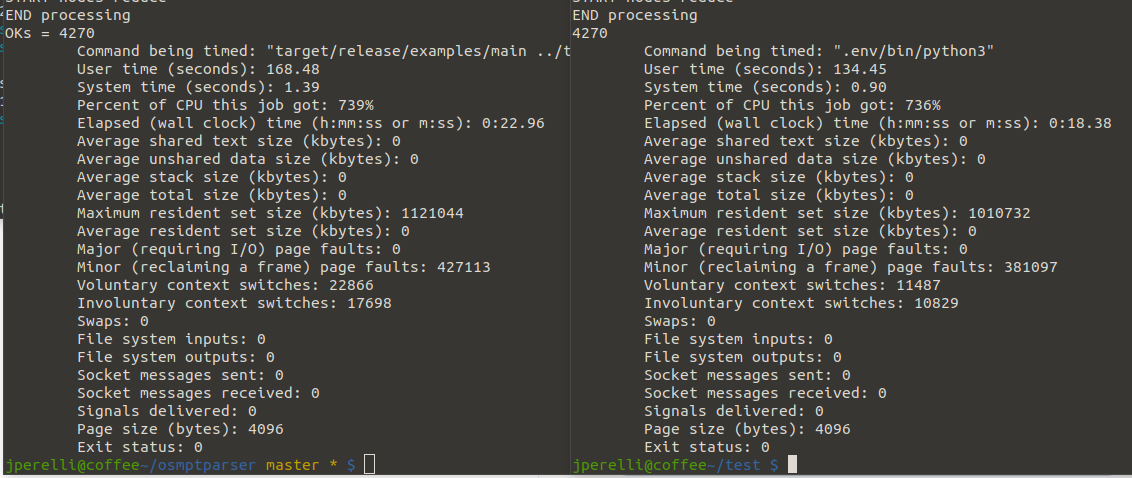 END processing
OKs = 4270
Command being timed: "target/release/examples/main ../t
User time (seconds): 168.48
System time (seconds): 1.39
Percent of CPU this job got: 739%
Elapsed (wall clock) time (h:mm:ss or m:ss): 0:22.96
Average shared text size (kbytes): 0
Average unshared data size (kbytes): 0
Average stack size (kbytes): 0
Average total size (kbytes): 0
Maximum resident set size (kbytes): 1121044
Average resident set size (kbytes): 0
Major (requiring I/O) page faults: 0
Minor (reclaiming a frame) page faults: 427113
Voluntary context switches: 22866
Involuntary context switches: 17698
Swaps: 0
File system inputs: 0
File system outputs: 0
Socket messages sent: 0
Socket messages received: 0
Signals delivered: 0
Page size (bytes): 4096
Exit status: 0
jperelli@coffee~/osmptparser master * $
END processing
4270
Command being timed: ".env/bin/python3"
User time (seconds): 134.45
System time (seconds): 0.90
Percent of CPU this job got: 736%
Elapsed (wall clock) time (h:mm:ss or m:ss): 0:18.38
Average shared text size (kbytes): 0
Average unshared data size (kbytes): 0
Average stack size (kbytes): 0
Average total size (kbytes): 0
Maximum resident set size (kbytes): 1010732
Average resident set size (kbytes): 0
Major (requiring I/O) page faults: 0
Minor (reclaiming a frame) page faults: 381097
Voluntary context switches: 11487
Involuntary context switches: 10829
Swaps: 0
File system inputs: 0
File system outputs: 0
Socket messages sent: 0
Socket messages received: 0
Signals delivered: 0
Page size (bytes): 4096
Exit status: 0
jperelli@coffee~/test $